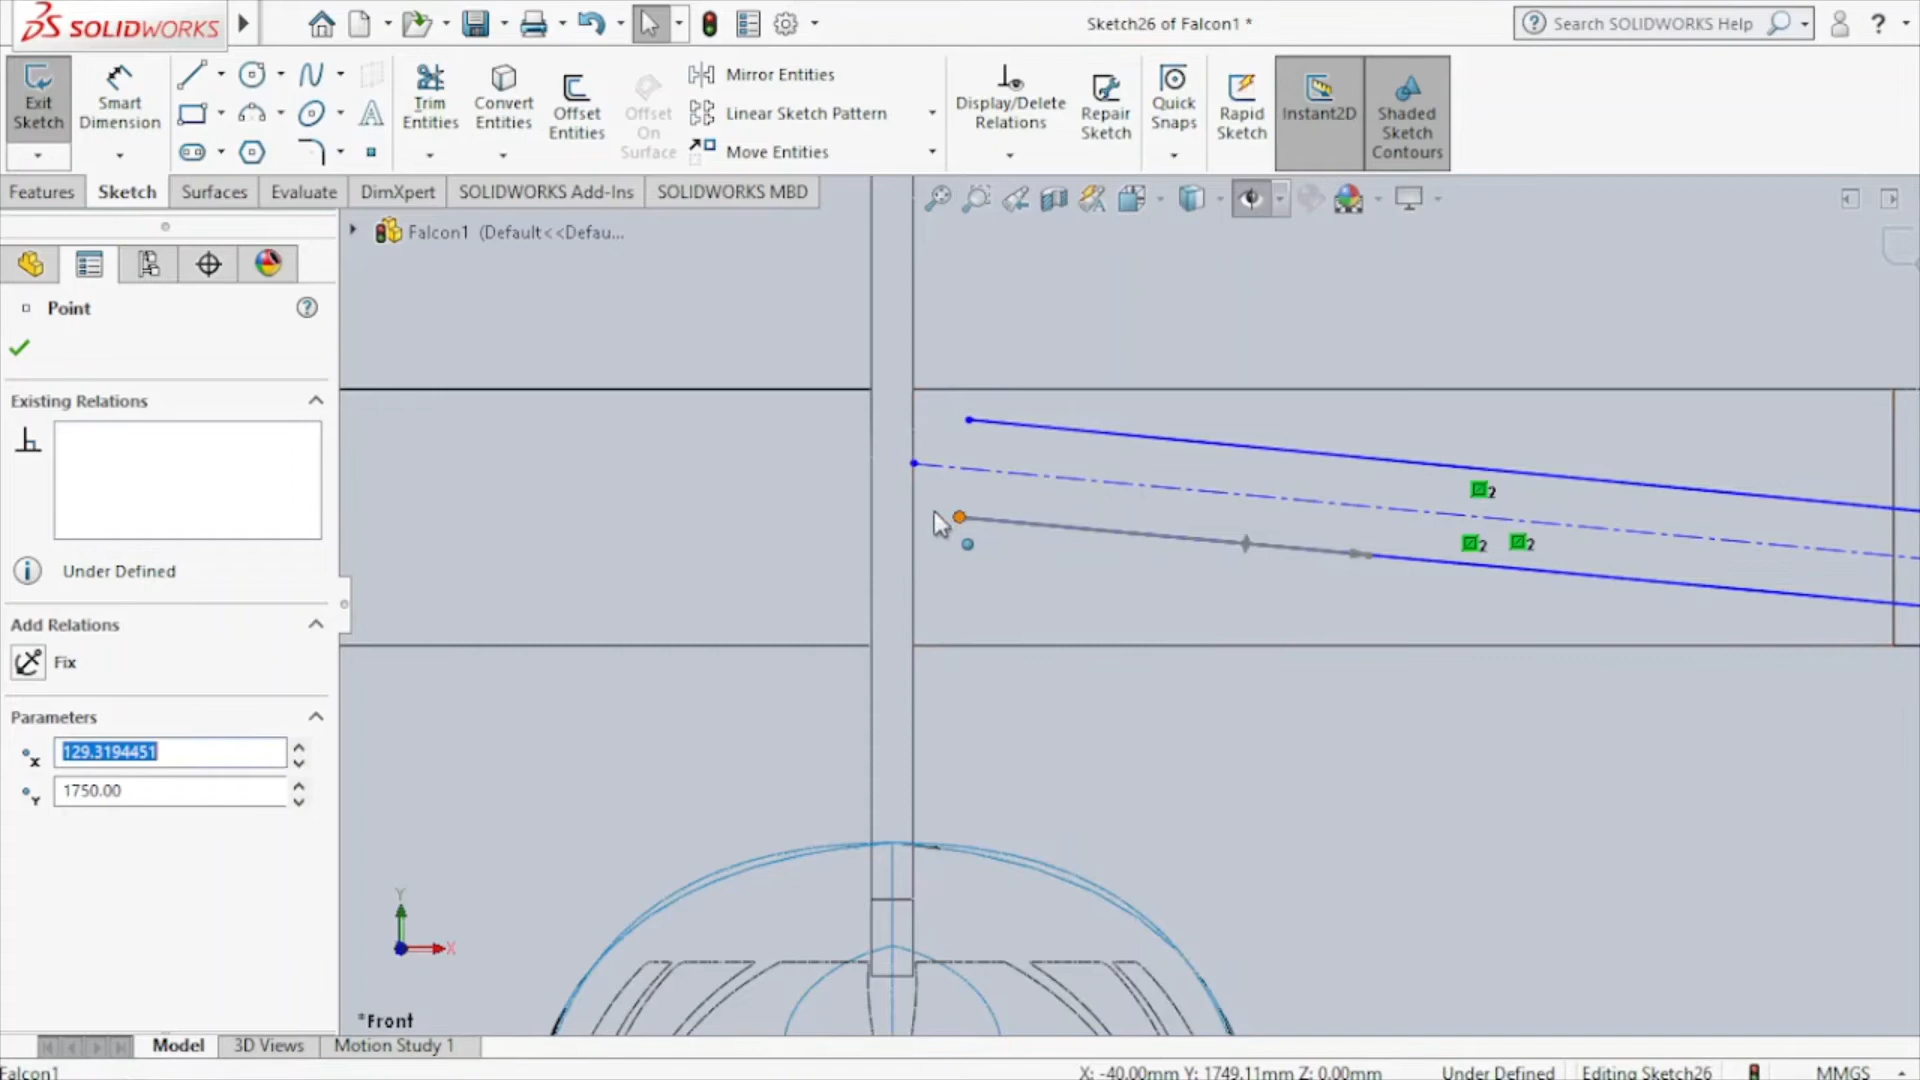 SOLIDWORKS
Sketch26 of Falcon1 *
Search SOLIDWORKS Help
?
Exit Sketch
Smart Dimension
Trim Entities
Convert Entities
Offset Entities
Offset On Surface
Mirror Entities
Linear Sketch Pattern
Move Entities
Display/Delete Relations
Repair Sketch
Quick Snaps
Rapid Sketch
Instant2D
Shaded Sketch Contours
Features
Sketch
Surfaces
Evaluate
DimXpert
SOLIDWORKS Add-Ins
SOLIDWORKS MBD
Falcon1 (Default<<Defau...
Point
Existing Relations
Under Defined
Add Relations
Fix
Parameters
X
129.3194451
Y
1750.00
2
2
2
Y
X
*Front
Model
3D Views
Motion Study 1
Falcon1
X: -40.00mm Y: 1749.11mm Z: 0.00mm
Under Defined
Editing Sketch26
MMGS